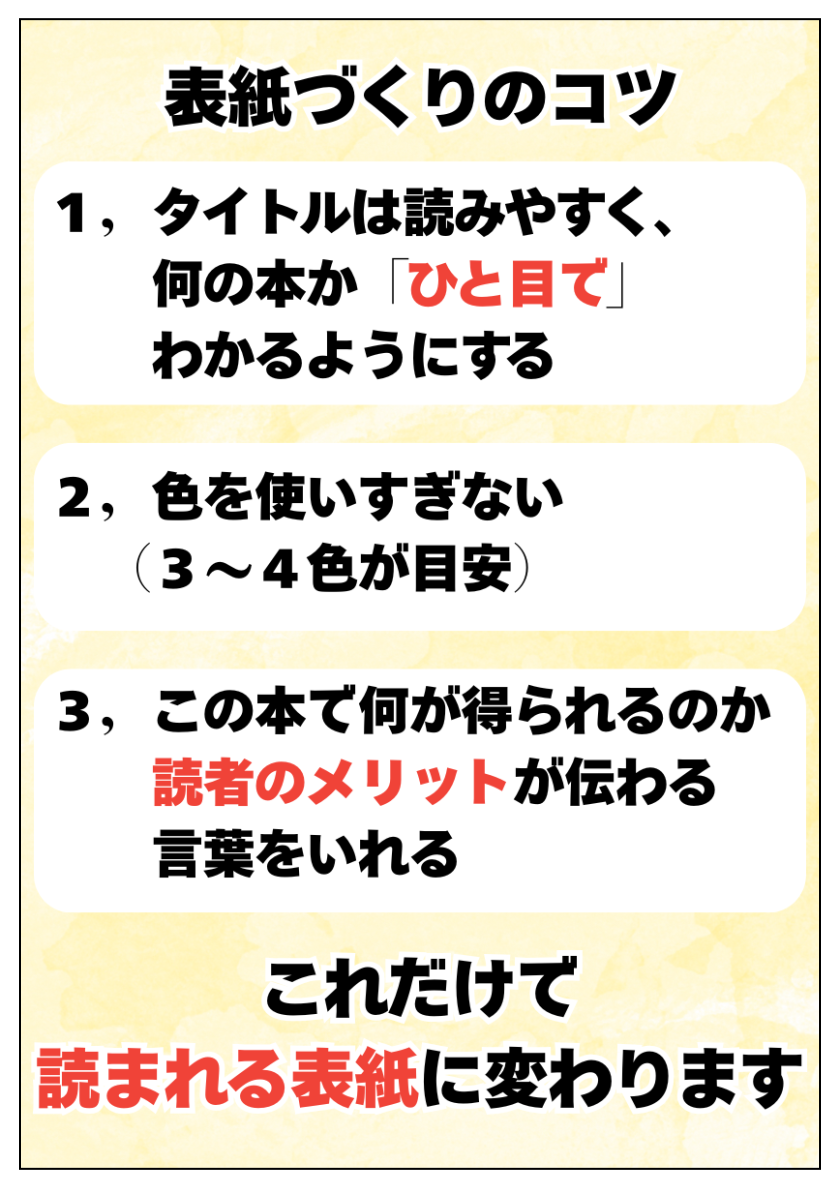 表紙づくりのコツ
１，タイトルは読みやすく、
何の本か「ひと目で」
わかるようにする
２，色を使いすぎない
（３～４色が目安）
３，この本で何が得られるのか
読者のメリットが伝わる
言葉をいれる
これだけで
読まれる表紙に変わります